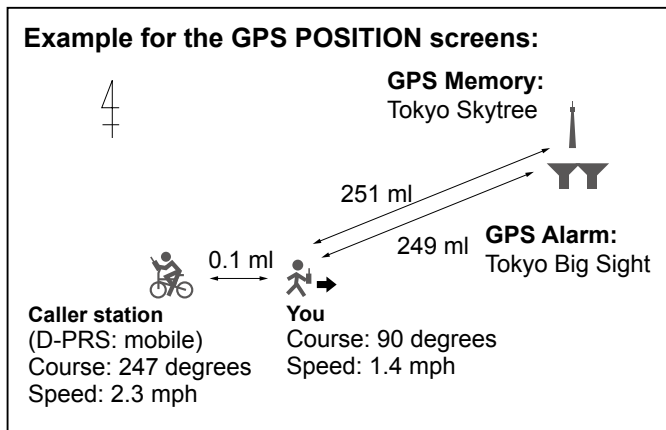 Example for the GPS POSITION screens:
GPS Memory:
Tokyo Skytree
251 ml
249 ml
GPS Alarm:
Tokyo Big Sight
0.1 ml
Caller station
(D-PRS: mobile)
Course: 247 degrees
Speed: 2.3 mph
You
Course: 90 degrees
Speed: 1.4 mph